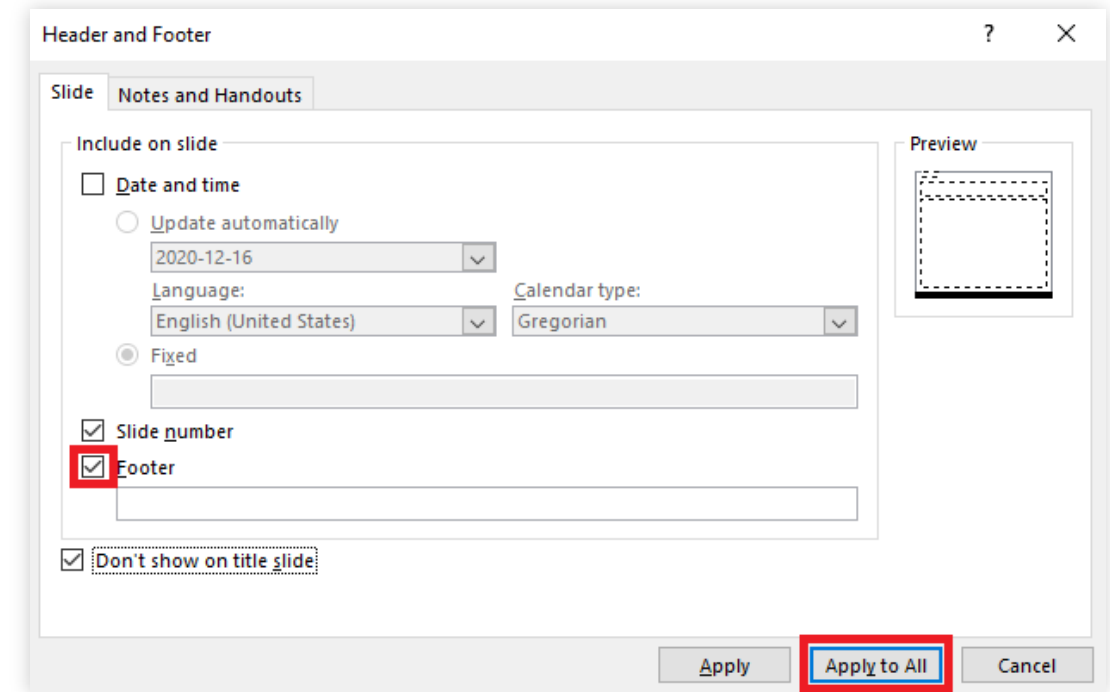 Header and Footer ?
Slide Notes and Handouts
Include on slide Preview
Date and time
Update automatically
2020-12-16
Language: Calendar type:
English (United States) Gregorian
Fixed
Slide number
Footer
Don't show on title slide
Apply Apply to All Cancel